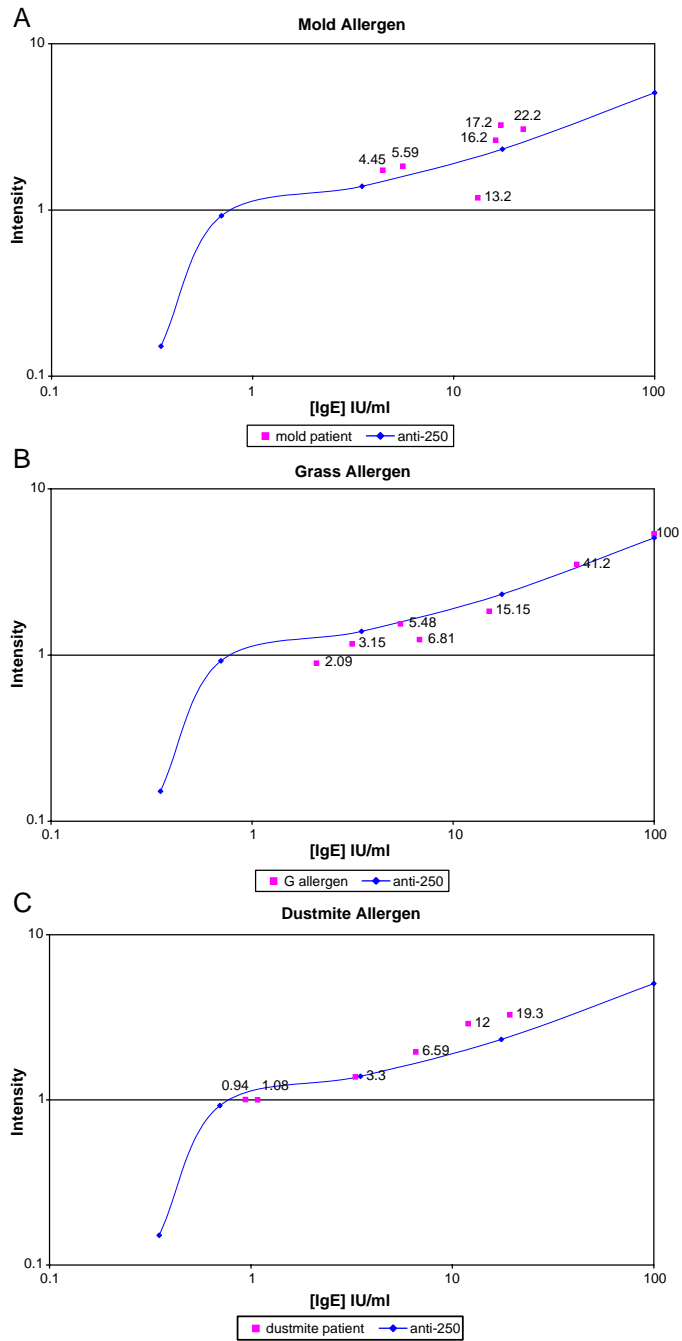 A
Mold Allergen
10
17.2
22.2
16.2
4.45
5.59
13.2
Intensity
1
0.1
0.1
1
10
100
[IgE] IU/ml
mold patient
anti-250
B
Grass Allergen
10
100
41.2
15.15
5.48
6.81
3.15
2.09
Intensity
1
0.1
0.1
1
10
100
[IgE] IU/ml
G allergen
anti-250
C
Dustmite Allergen
10
19.3
12
6.59
3.3
0.94
1.08
Intensity
1
0.1
0.1
1
10
100
[IgE] IU/ml
dustmite patient
anti-250